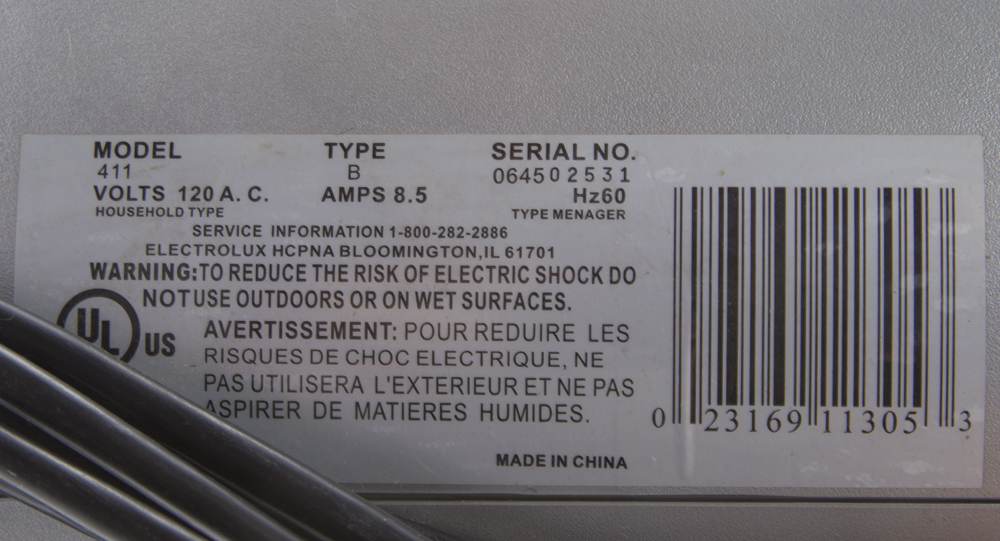 MODEL TYPE SERIAL NO.
411 B 064502531
VOLTS 120 A. C. AMPS 8.5 Hz60
HOUSEHOLD TYPE TYPE MENAGER
SERVICE INFORMATION 1-800-282-2886
ELECTROLUX HCPNA BLOOMINGTON,IL 61701
WARNING:TO REDUCE THE RISK OF ELECTRIC SHOCK DO
NOT USE OUTDOORS OR ON WET SURFACES.
UL US
AVERTISSEMENT: POUR REDUIRE LES
RISQUES DE CHOC ELECTRIQUE, NE
PAS UTILISERA L'EXTERIEUR ET NE PAS
ASPIRER DE MATIERES HUMIDES.
0 23169 11305 3
MADE IN CHINA